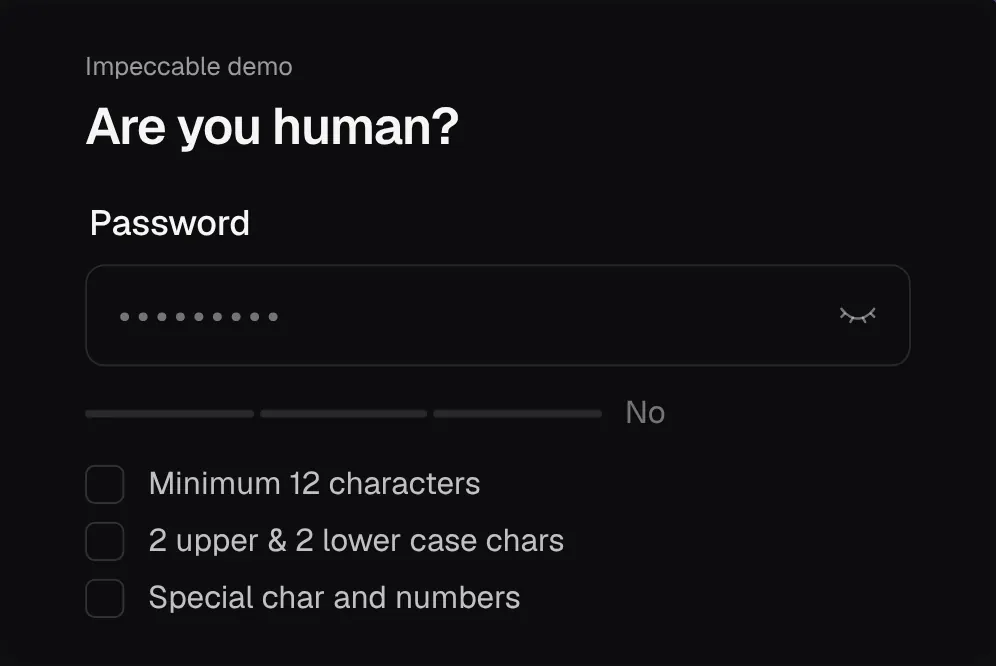 Impeccable demo
Are you human?
Password
•••••••••
No
Minimum 12 characters
2 upper & 2 lower case chars
Special char and numbers